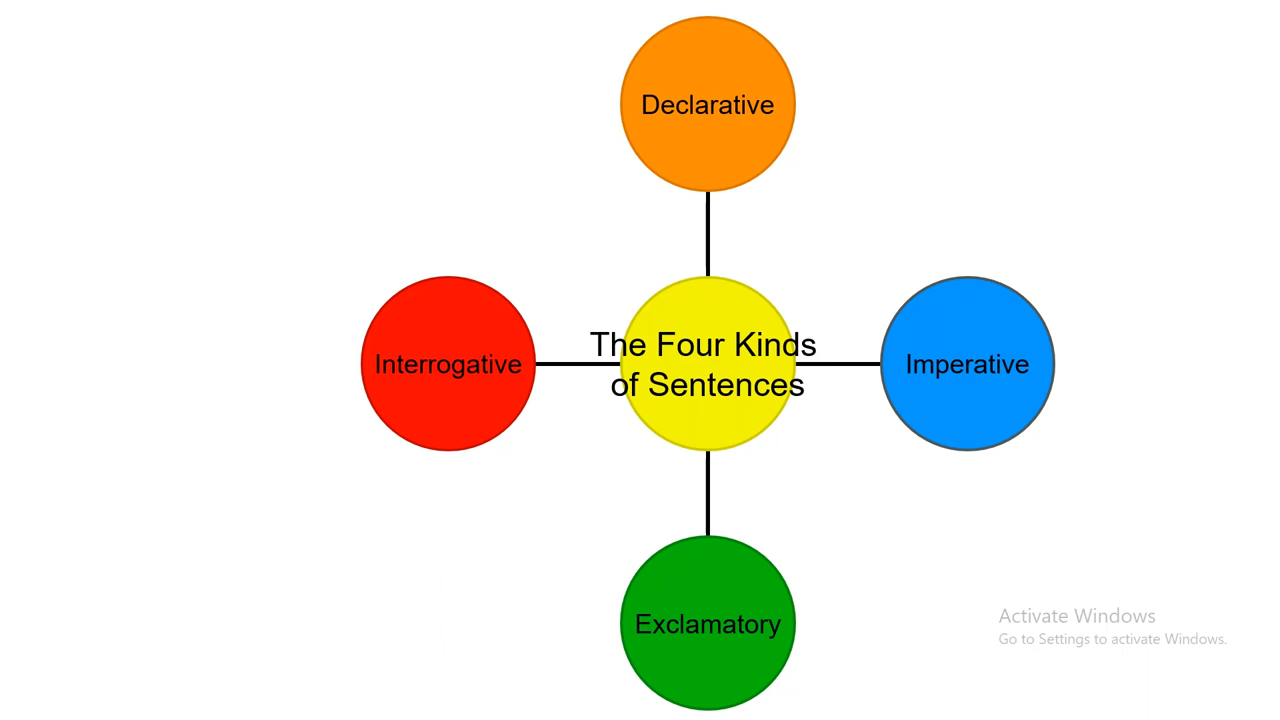 Declarative
Interrogative
The Four Kinds
of Sentences
Imperative
Exclamatory
Activate Windows
Go to Settings to activate Windows.